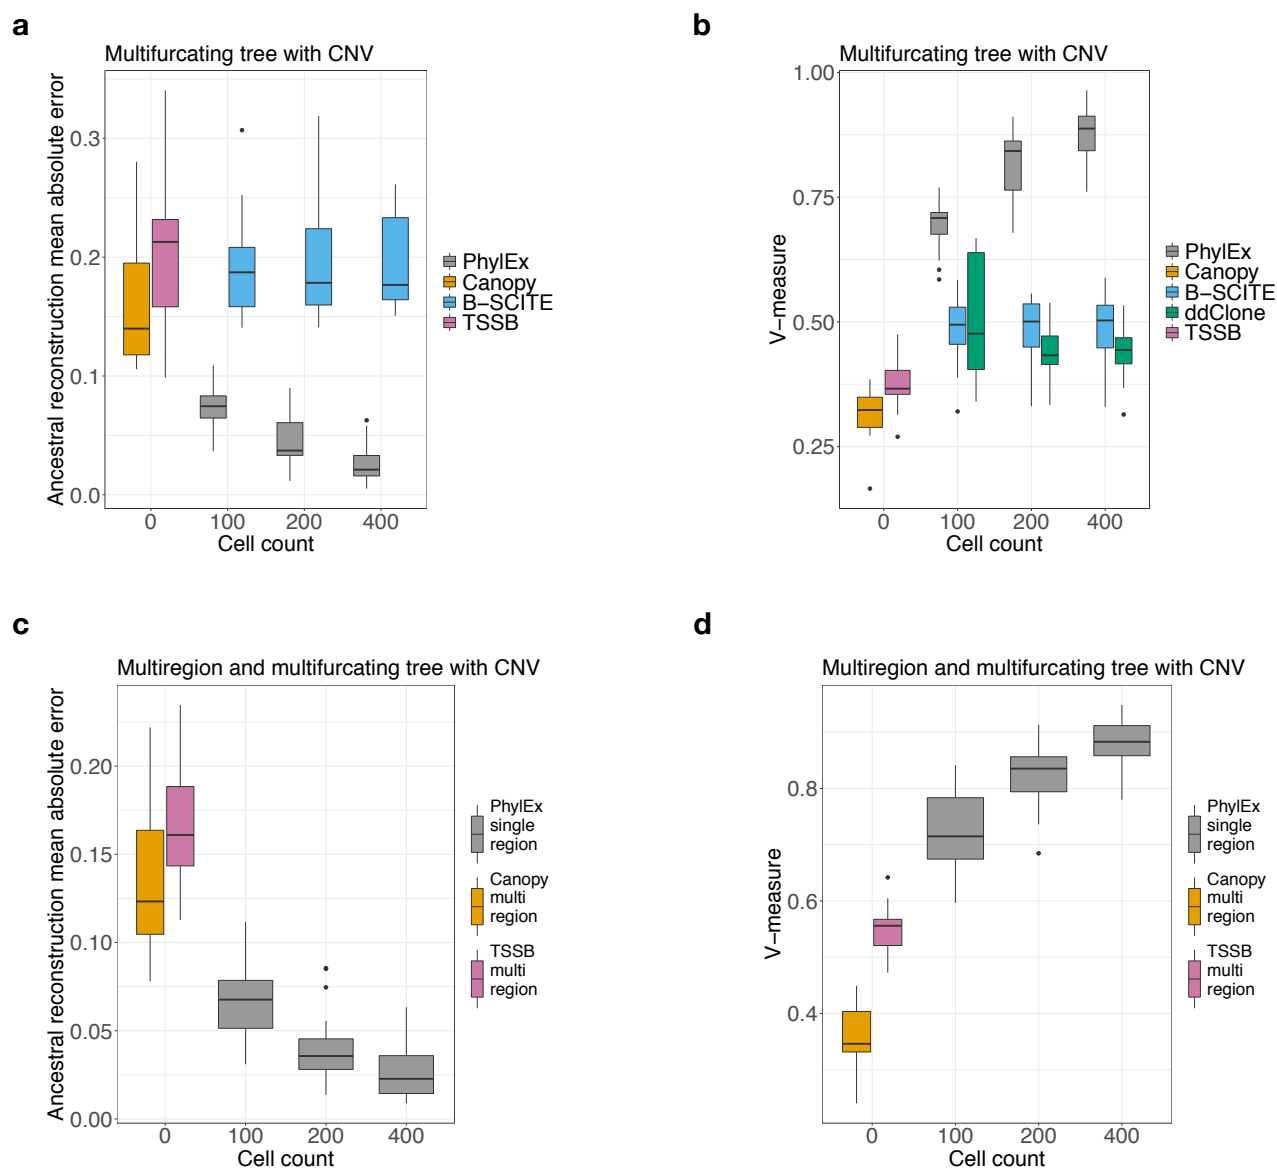 a
Multifurcating tree with CNV
Ancestral reconstruction mean absolute error
0.3
0.2
0.1
0.0
0 100 200 400
Cell count
PhylEx
Canopy
B−SCITE
TSSB
b
Multifurcating tree with CNV
V−measure
1.00
0.75
0.50
0.25
0 100 200 400
Cell count
PhylEx
Canopy
B−SCITE
ddClone
TSSB
c
Multiregion and multifurcating tree with CNV
Ancestral reconstruction mean absolute error
0.20
0.15
0.10
0.05
0.00
0 100 200 400
Cell count
PhylEx
single
region
Canopy
multi
region
TSSB
multi
region
d
Multiregion and multifurcating tree with CNV
V−measure
0.8
0.6
0.4
0 100 200 400
Cell count
PhylEx
single
region
Canopy
multi
region
TSSB
multi
region